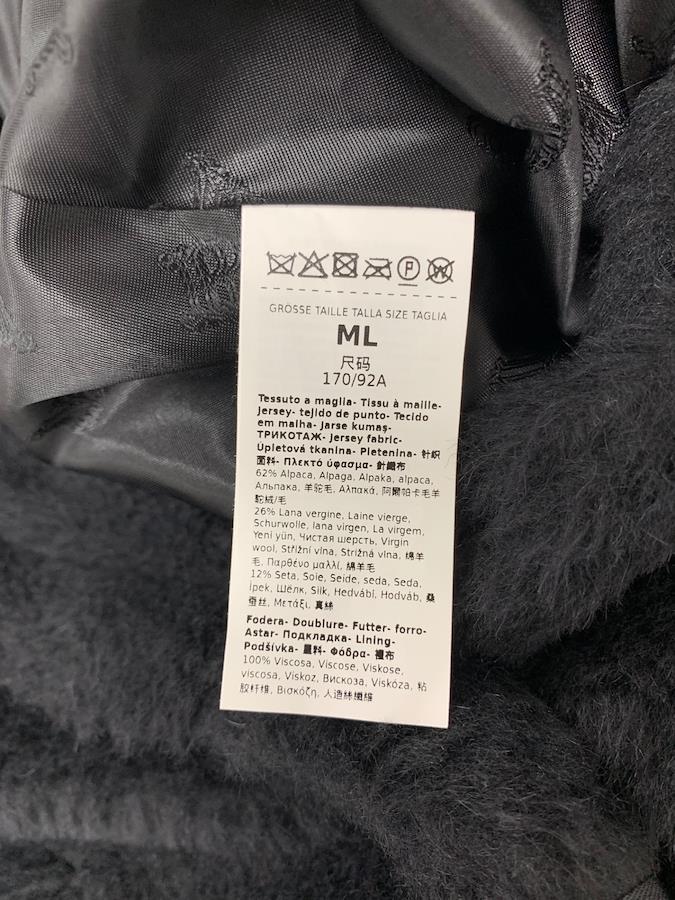 P W
GRÖSSE TAILLE TALLA SIZE TAGLIA
ML
尺码
170/92A
Tessuto a maglia- Tissu à maille-
Jersey- tejido de punto- Tecido
em malha- Jarse kumaş-
ТРИКОТАЖ- Jersey fabric-
Úpletová tkanina- Pletenina- 针织
面料- Πλεκτό ύφασμα- 針織布
62% Alpaca, Alpaga, Alpaka, alpaca,
Альпака, 羊驼毛, Αλπακά, 阿爾帕卡毛羊
駝絨/毛
26% Lana vergine, Laine vierge,
Schurwolle, lana virgen, La virgem,
Yeni yün, Чистая шерсть, Virgin
wool, Střižní vlna, Strižná vlna, 绵羊
毛, Παρθένο μαλλί, 綿羊毛
12% Seta, Soie, Seide, seda, Seda,
İpek, Шёлк, Silk, Hedvábí, Hodváb, 桑
蚕丝, Μετάξι, 真絲
Fodera- Doublure- Futter- forro-
Astar- Подкладка- Lining-
Podšívka- 里料- Φόδρα- 裡布
100% Viscosa, Viscose, Viskose,
viscosa, Viskoz, Вискоза, Viskóza, 粘
胶纤维, Βισκόζη, 人造絲纖維